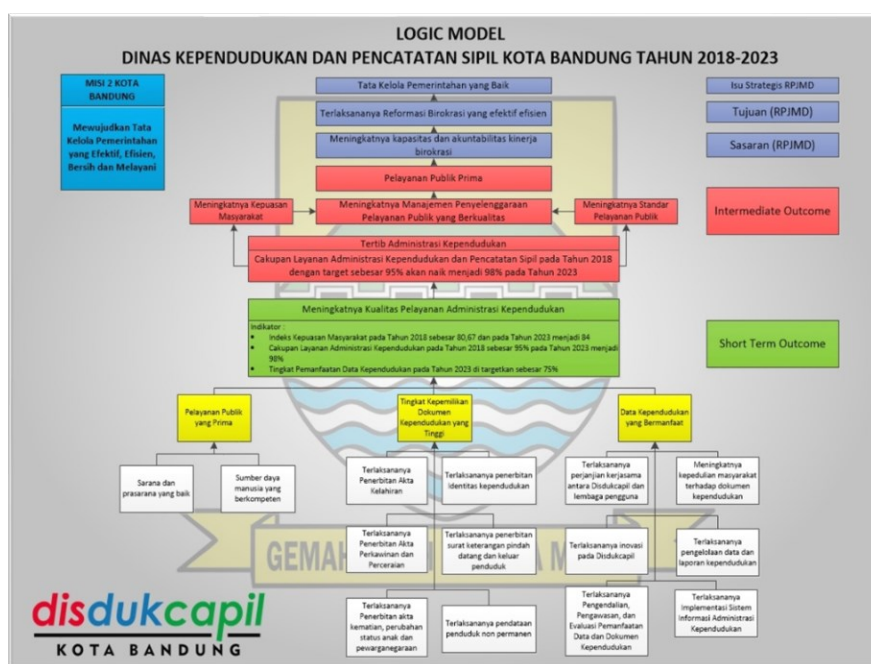 LOGIC MODEL
DINAS KEPENDUDUKAN DAN PENCATATAN SIPIL KOTA BANDUNG TAHUN 2018-2023
MISI 2 KOTA
BANDUNG
Mewujudkan Tata
Kelola Pemerintahan
yang Efektif, Efisien,
Bersih dan Melayani
Tata Kelola Pemerintahan yang Baik
Isu Strategis RPJMD
Terlaksananya Reformasi Birokrasi yang efektif efisien
Tujuan (RPJMD)
Meningkatnya kapasitas dan akuntabilitas kinerja
birokrasi
Sasaran (RPJMD)
Pelayanan Publik Prima
Meningkatnya Kepuasan
Masyarakat
Meningkatnya Manajemen Penyelenggaraan
Pelayanan Publik yang Berkualitas
Meningkatnya Standar
Pelayanan Publik
Intermediate Outcome
Tertib Administrasi Kependudukan
Cakupan Layanan Administrasi Kependudukan dan Pencatatan Sipil pada Tahun 2018
dengan target sebesar 95% akan naik menjadi 98% pada Tahun 2023
Meningkatnya Kualitas Pelayanan Administrasi Kependudukan
Indikator :
• Indeks Kepuasan Masyarakat pada Tahun 2018 sebesar 80,67 dan pada Tahun 2023 menjadi 84
• Cakupan Layanan Administrasi Kependudukan pada Tahun 2018 sebesar 95% pada Tahun 2023 menjadi
98%
• Tingkat Pemanfaatan Data Kependudukan pada Tahun 2023 di targetkan sebesar 75%
Short Term Outcome
Pelayanan Publik
yang Prima
Tingkat Kepemilikan
Dokumen
Kependudukan yang
Tinggi
Data Kependudukan
yang Bermanfaat
Sarana dan
prasarana yang baik
Sumber daya
manusia yang
berkompeten
Terlaksananya
Penerbitan Akta
Kelahiran
Terlaksananya penerbitan
Identitas kependudukan
Terlaksananya
perjanjian kerjasama
antara Disdukcapil dan
lembaga pengguna
Meningkatnya
kepedulian masyarakat
terhadap dokumen
kependudukan
Terlaksananya
Penerbitan Akta
Perkawinan dan
Perceraian
Terlaksananya penerbitan
surat keterangan pindah
datang dan keluar
penduduk
Terlaksananya inovasi
pada Disdukcapil
Terlaksananya
pengelolaan data dan
laporan kependudukan
GEMAH
M
Terlaksananya
Penerbitan akta
kematian, perubahan
status anak dan
pewarganegaraan
Terlaksananya pendataan
penduduk non permanen
Terlaksananya
Pengendalian,
Pengawasan, dan
Evaluasi Pemanfaatan
Data dan Dokumen
Kependudukan
Terlaksananya
Implementasi Sistem
Informasi Administrasi
Kependudukan
disdukcapil
KOTA BANDUNG